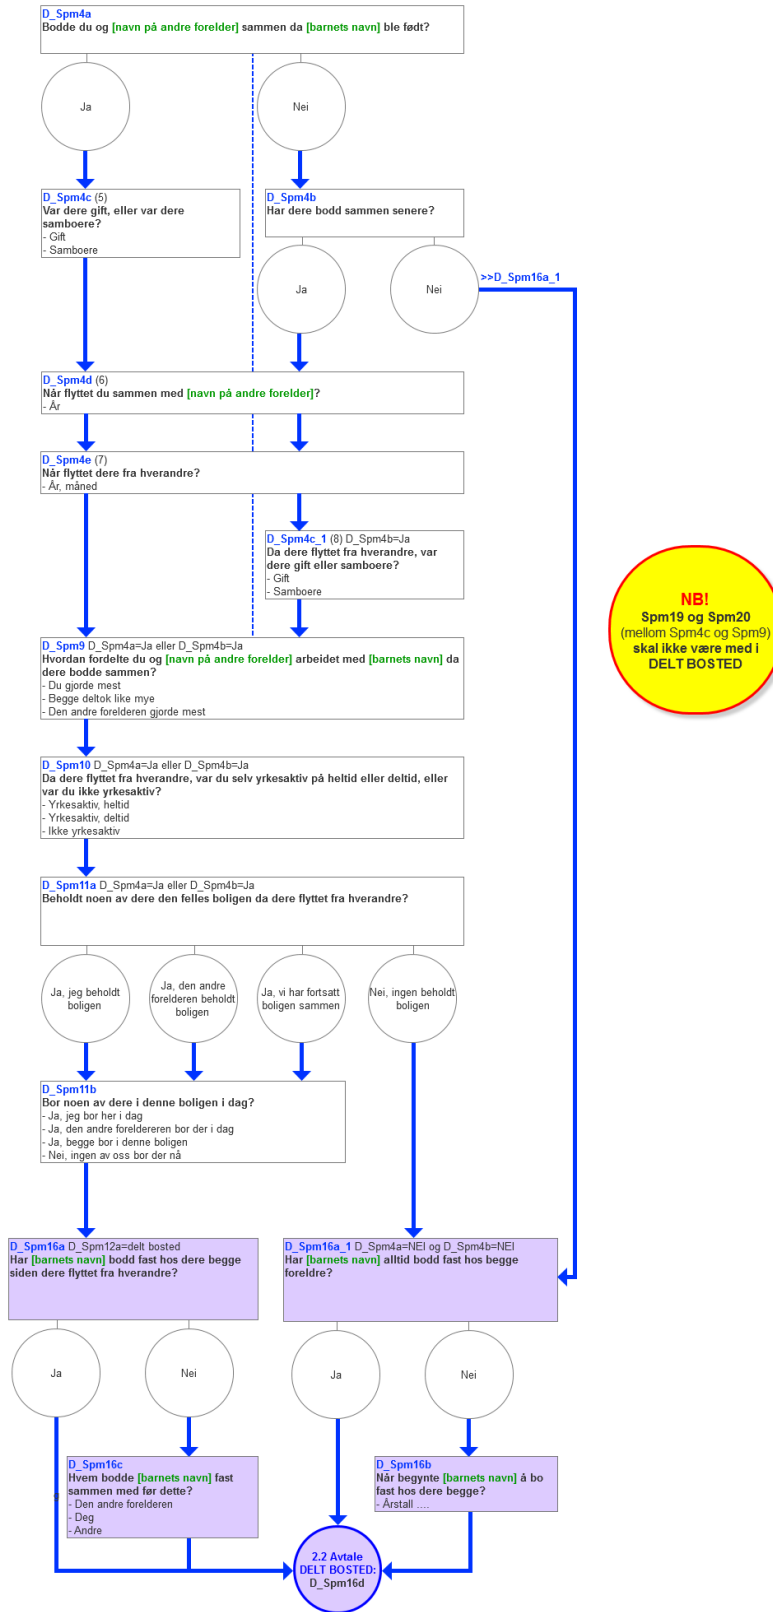 D_Spm4a
Bodde du og [navn på andre forelder] sammen da [barnets navn] ble født?
Ja
Nei
D_Spm4c (5)
Var dere gift, eller var dere
samboere?
- Gift
- Samboere
D_Spm4b
Har dere bodd sammen senere?
Ja
Nei
>>D_Spm16a_1
D_Spm4d (6)
Når flyttet du sammen med [navn på andre forelder]?
- År
D_Spm4e (7)
Når flyttet dere fra hverandre?
- År, måned
D_Spm4c_1 (8) D_Spm4b=Ja
Da dere flyttet fra hverandre, var
dere gift eller samboere?
- Gift
- Samboere
NB!
Spm19 og Spm20
(mellom Spm4c og Spm9)
skal ikke være med i
DELT BOSTED
D_Spm9 D_Spm4a=Ja eller D_Spm4b=Ja
Hvordan fordelte du og [navn på andre forelder] arbeidet med [barnets navn] da
dere bodde sammen?
- Du gjorde mest
- Begge deltok like mye
- Den andre forelderen gjorde mest
D_Spm10 D_Spm4a=Ja eller D_Spm4b=Ja
Da dere flyttet fra hverandre, var du selv yrkesaktiv på heltid eller deltid, eller
var du ikke yrkesaktiv?
- Yrkesaktiv, heltid
- Yrkesaktiv, deltid
- Ikke yrkesaktiv
D_Spm11a D_Spm4a=Ja eller D_Spm4b=Ja
Beholdt noen av dere den felles boligen da dere flyttet fra hverandre?
Ja, jeg beholdt
boligen
Ja, den andre
forelderen beholdt
boligen
Ja, vi har fortsatt
boligen sammen
Nei, ingen beholdt
boligen
D_Spm11b
Bor noen av dere i denne boligen i dag?
- Ja, jeg bor her i dag
- Ja, den andre foreldereren bor der i dag
- Ja, begge bor i denne boligen
- Nei, ingen av oss bor der nå
D_Spm16a D_Spm12a=delt bosted
Har [barnets navn] bodd fast hos dere begge
siden dere flyttet fra hverandre?
D_Spm16a_1 D_Spm4a=NEI og D_Spm4b=NEI
Har [barnets navn] alltid bodd fast hos begge
foreldre?
Ja
Nei
Ja
Nei
D_Spm16c
Hvem bodde [barnets navn] fast
sammen med før dette?
- Den andre forelderen
- Deg
- Andre
D_Spm16b
Når begynte [barnets navn] å bo
fast hos dere begge?
- Årstall ....
2.2 Avtale
DELT BOSTED:
D_Spm16d